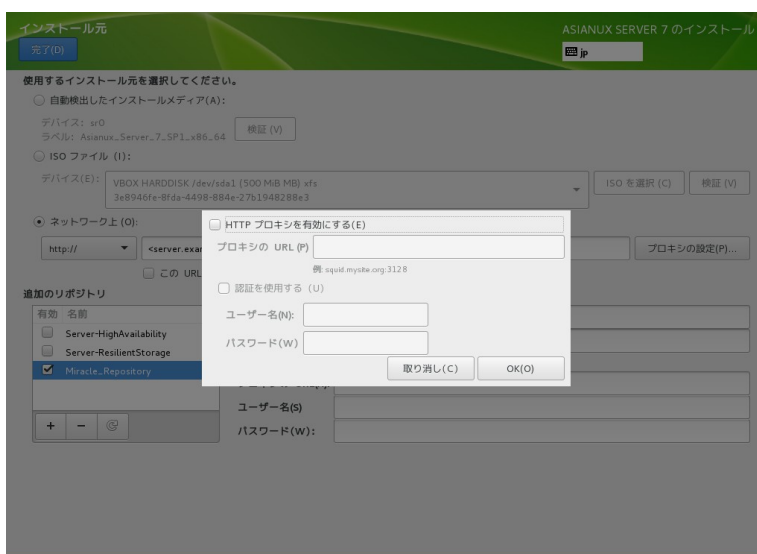 インストール元
ASIANUX SERVER 7 のインストール
完了(D)
jp
使用するインストール元を選択してください。
自動検出したインストールメディア(A):
デバイス: sr0
ラベル: Asianux_Server_7_SP1_x86_64
検証 (V)
ISO ファイル (I):
デバイス(E):
VBOX HARDDISK /dev/sda1 (500 MiB MB) xfs
3e8946fe-8fda-4498-884e-27b1948288e3
ISO を選択 (C)
検証 (V)
ネットワーク上 (O):
http://
<server.exa
プロキシの設定(P)...
この URL
HTTP プロキシを有効にする(E)
プロキシの URL (P)
例: squid.mysite.org:3128
認証を使用する (U)
ユーザー名(N):
パスワード(W)
取り消し(C)
OK(O)
追加のリポジトリ
有効 名前
Server-HighAvailability
Server-ResilientStorage
Miracle_Repository
ユーザー名(S)
パスワード(W):